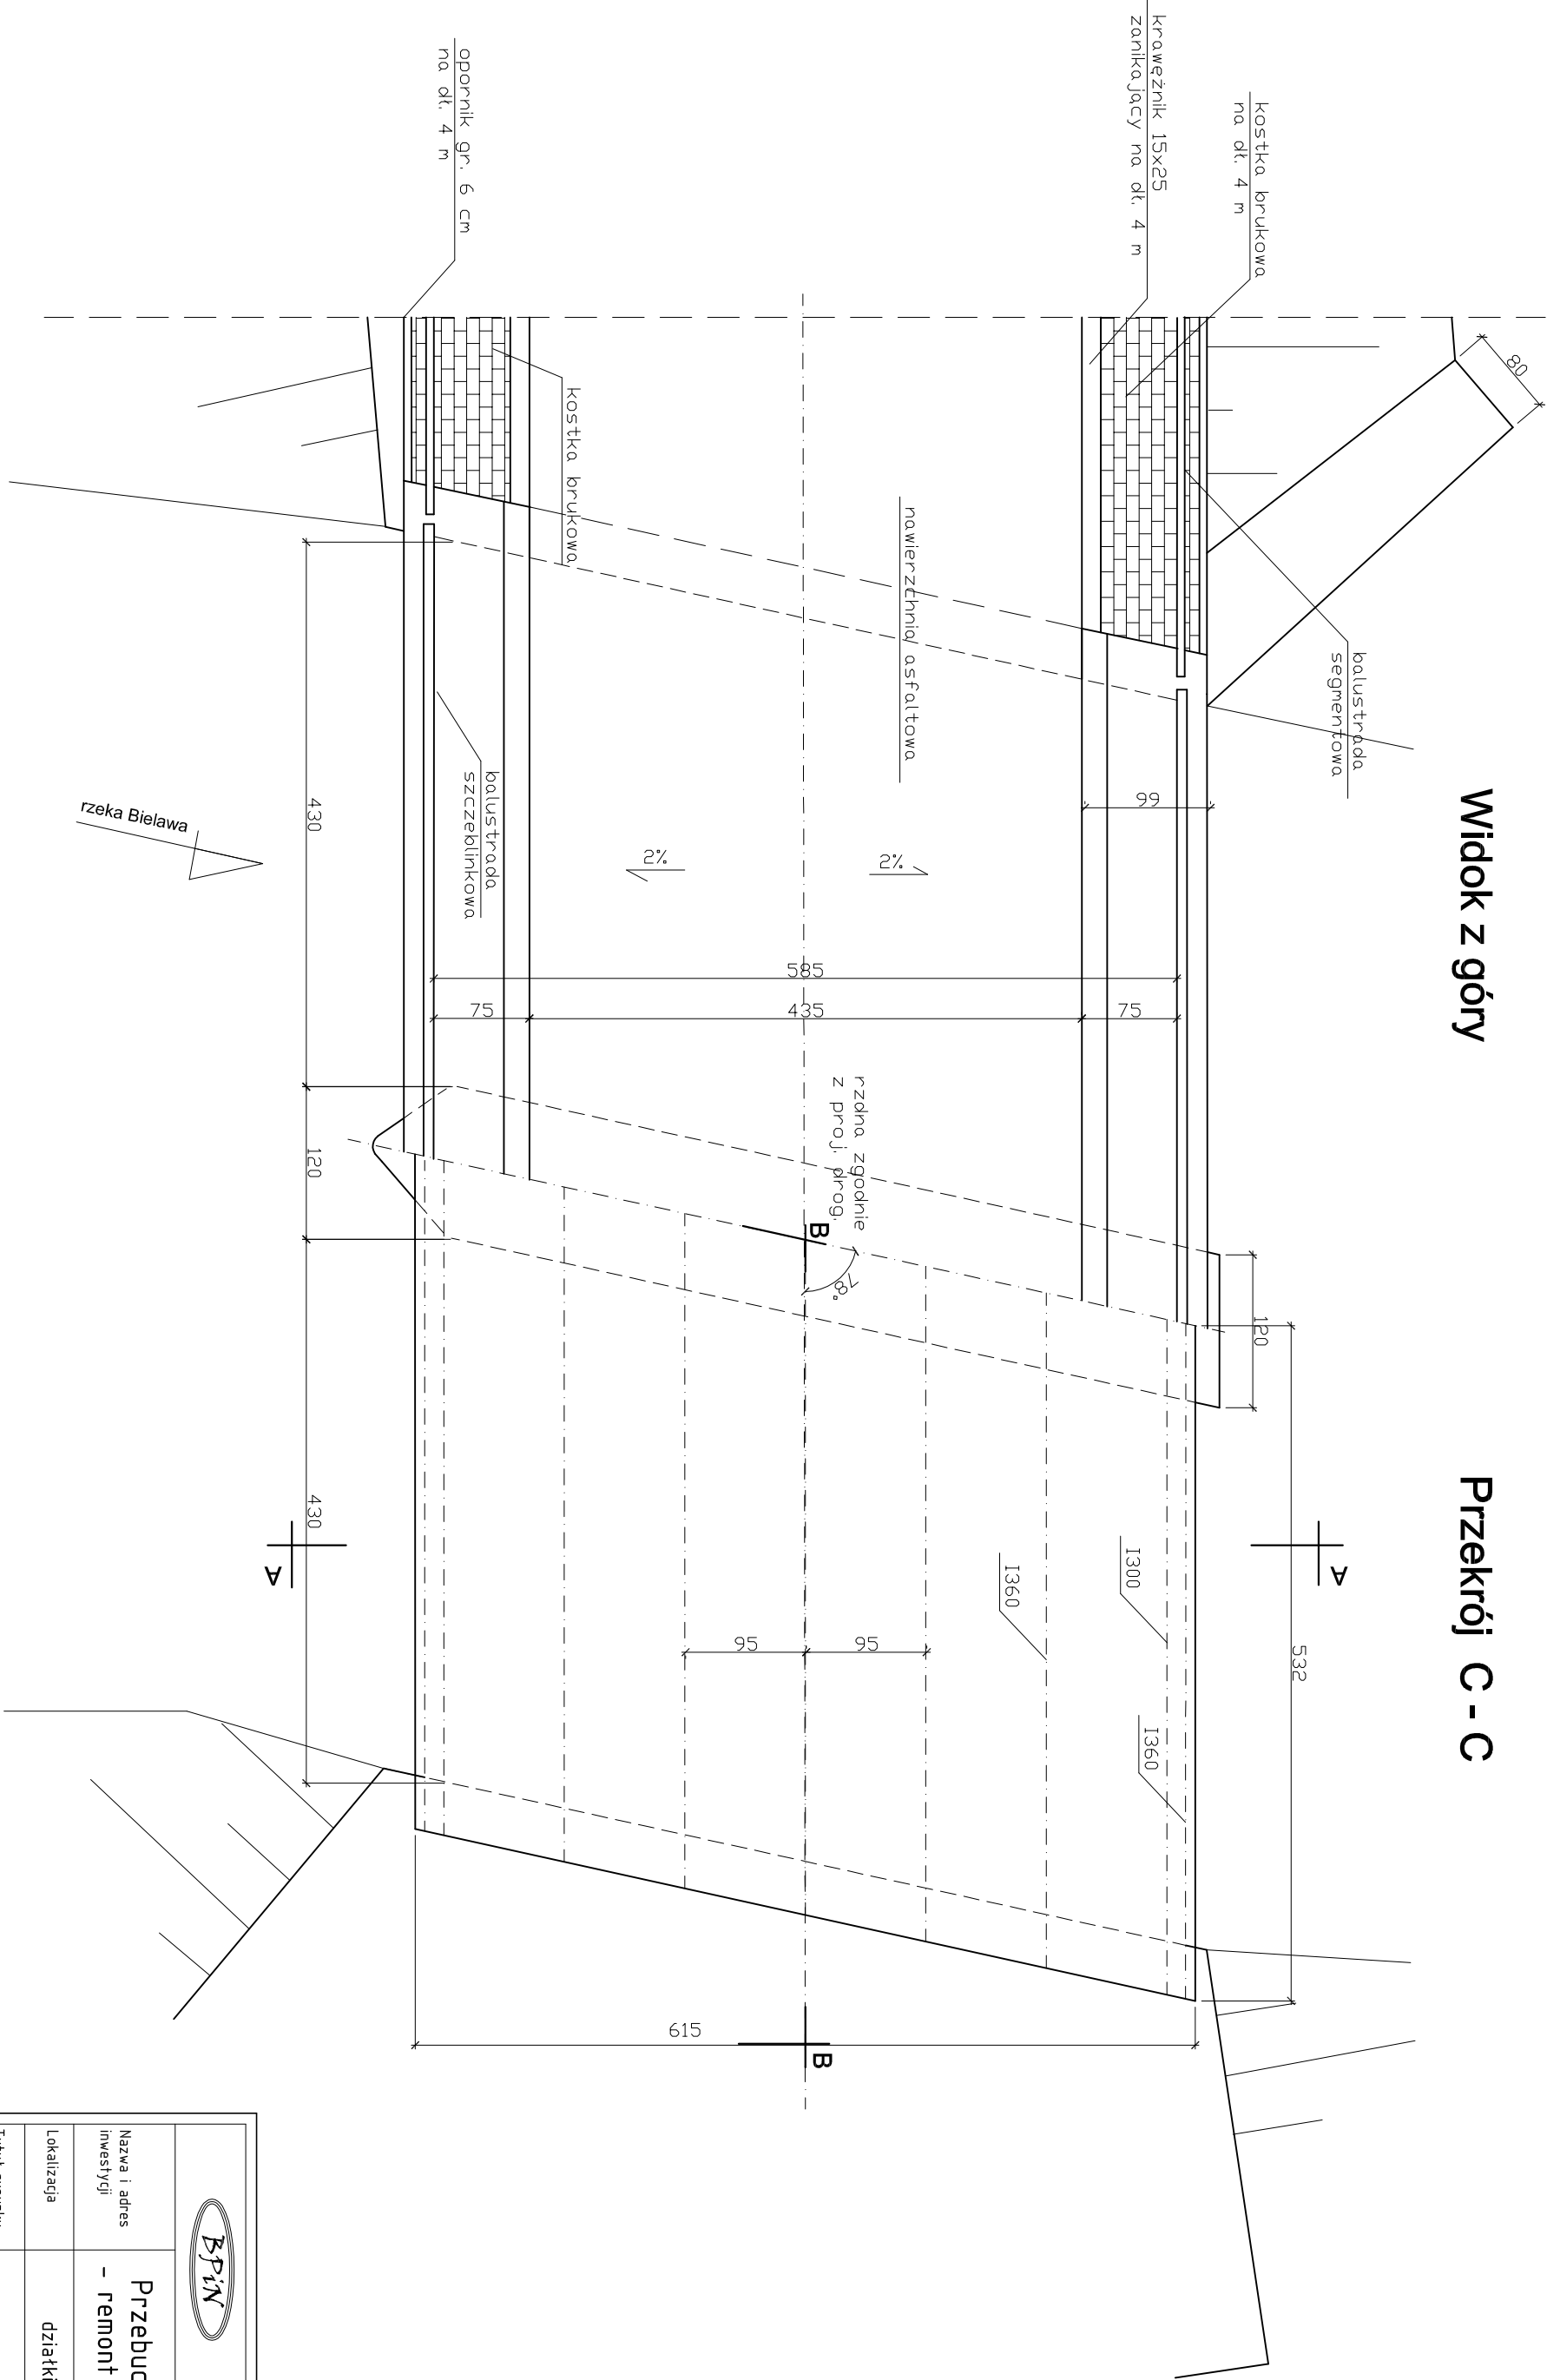 Widok z góry
Przekrój C - C
80
krawężnik 15x25
zanikający na dł. 4 m
kostka brukowa
na dł. 4 m
balustrada
segmentowa
opornik gr. 6 cm
na dł. 4 m
kostka brukowa
nawierzchnia asfaltowa
balustrada
szczeblinkowa
rzeka Bielawa
99
2%
2%
585
75
435
75
430
120
430
rzdna zgodnie
z proj. drog.
B
78°
120
532
A
A
I300
I360
I360
95
95
615
B
BPiN
Nazwa i adres
inwestycji
Przebud
- remont
Lokalizacja
działki